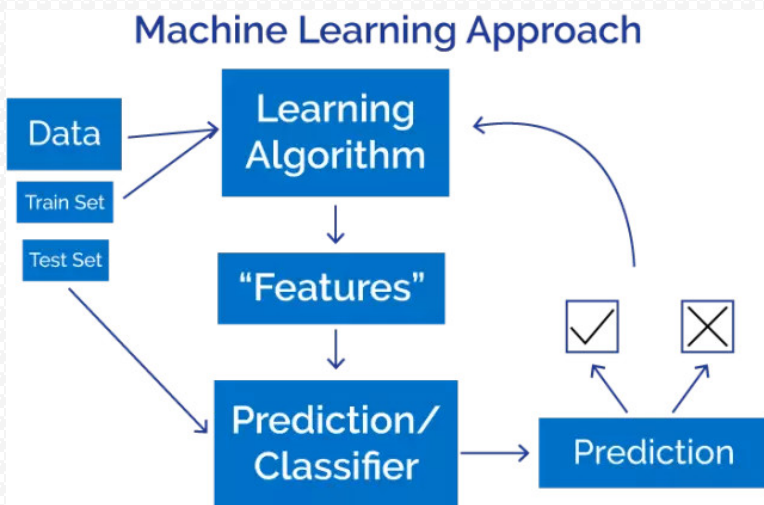 Machine Learning Approach
Data
Train Set
Test Set
Learning
Algorithm
“Features”
Prediction/
Classifier
Prediction